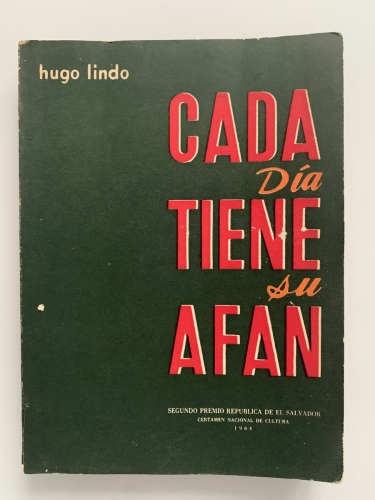 hugo lindo
CADA
Día
TIENE
su
AFAN
SEGUNDO PREMIO REPUBLICA DE EL SALVADOR
CERTAMEN NACIONAL DE CULTURA
1964